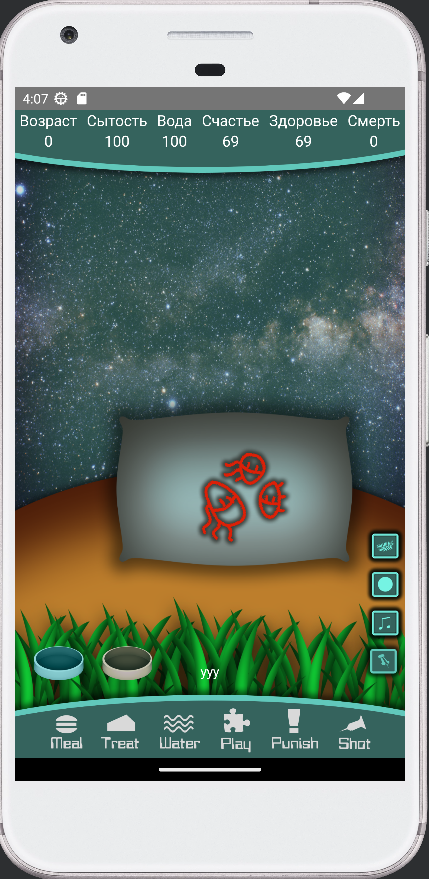 4:07
Возраст Сытость Вода Счастье Здоровье Смерть
0 100 100 69 69 0
yyy
Meal Treat Water Play Punish Shot